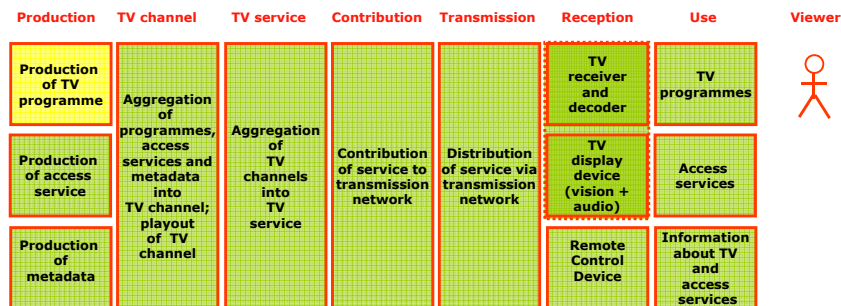 Production
TV channel
TV service
Contribution
Transmission
Reception
Use
Viewer
Production
of TV
programme
Production
of access
service
Production
of
metadata
Aggregation
of
programmes,
access
services and
metadata
into
TV channel;
playout
of TV
channel
Aggregation
of
TV
channels
into
TV
service
Contribution
of service to
transmission
network
Distribution
of service via
transmission
network
TV
receiver
and
decoder
TV
display
device
(vision +
audio)
Remote
Control
Device
TV
programmes
Access
services
Information
about TV
and
access
services